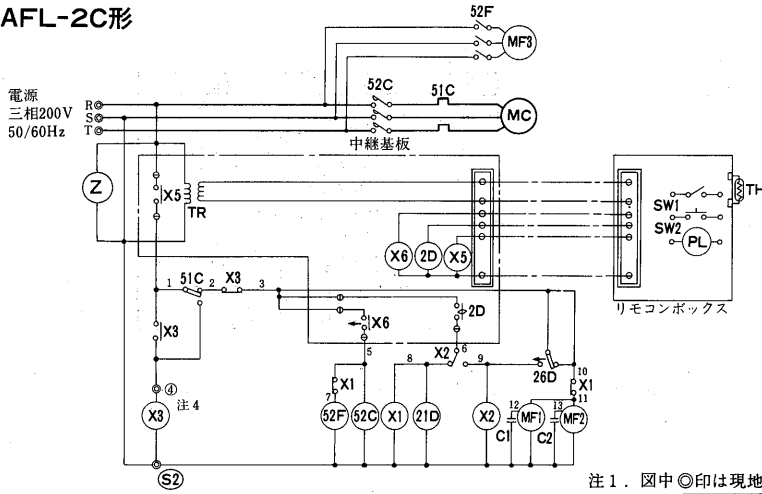 AFL-2C形
52F
MF3
電源
三相200V
50/60Hz
R
S
T
52C
51C
MC
中継基板
Z
X5
TR
X6
2D
X5
SW1
SW2
PL
TH
リモコンボックス
51C
1
2
X3
3
X3
X6
2D
5
X2
6
8
9
26D
10
X1
7
X1
11
④
注4
X3
52F
52C
X1
21D
X2
12
MF1
13
MF2
C1
C2
S2
注1. 図中◎印は現地